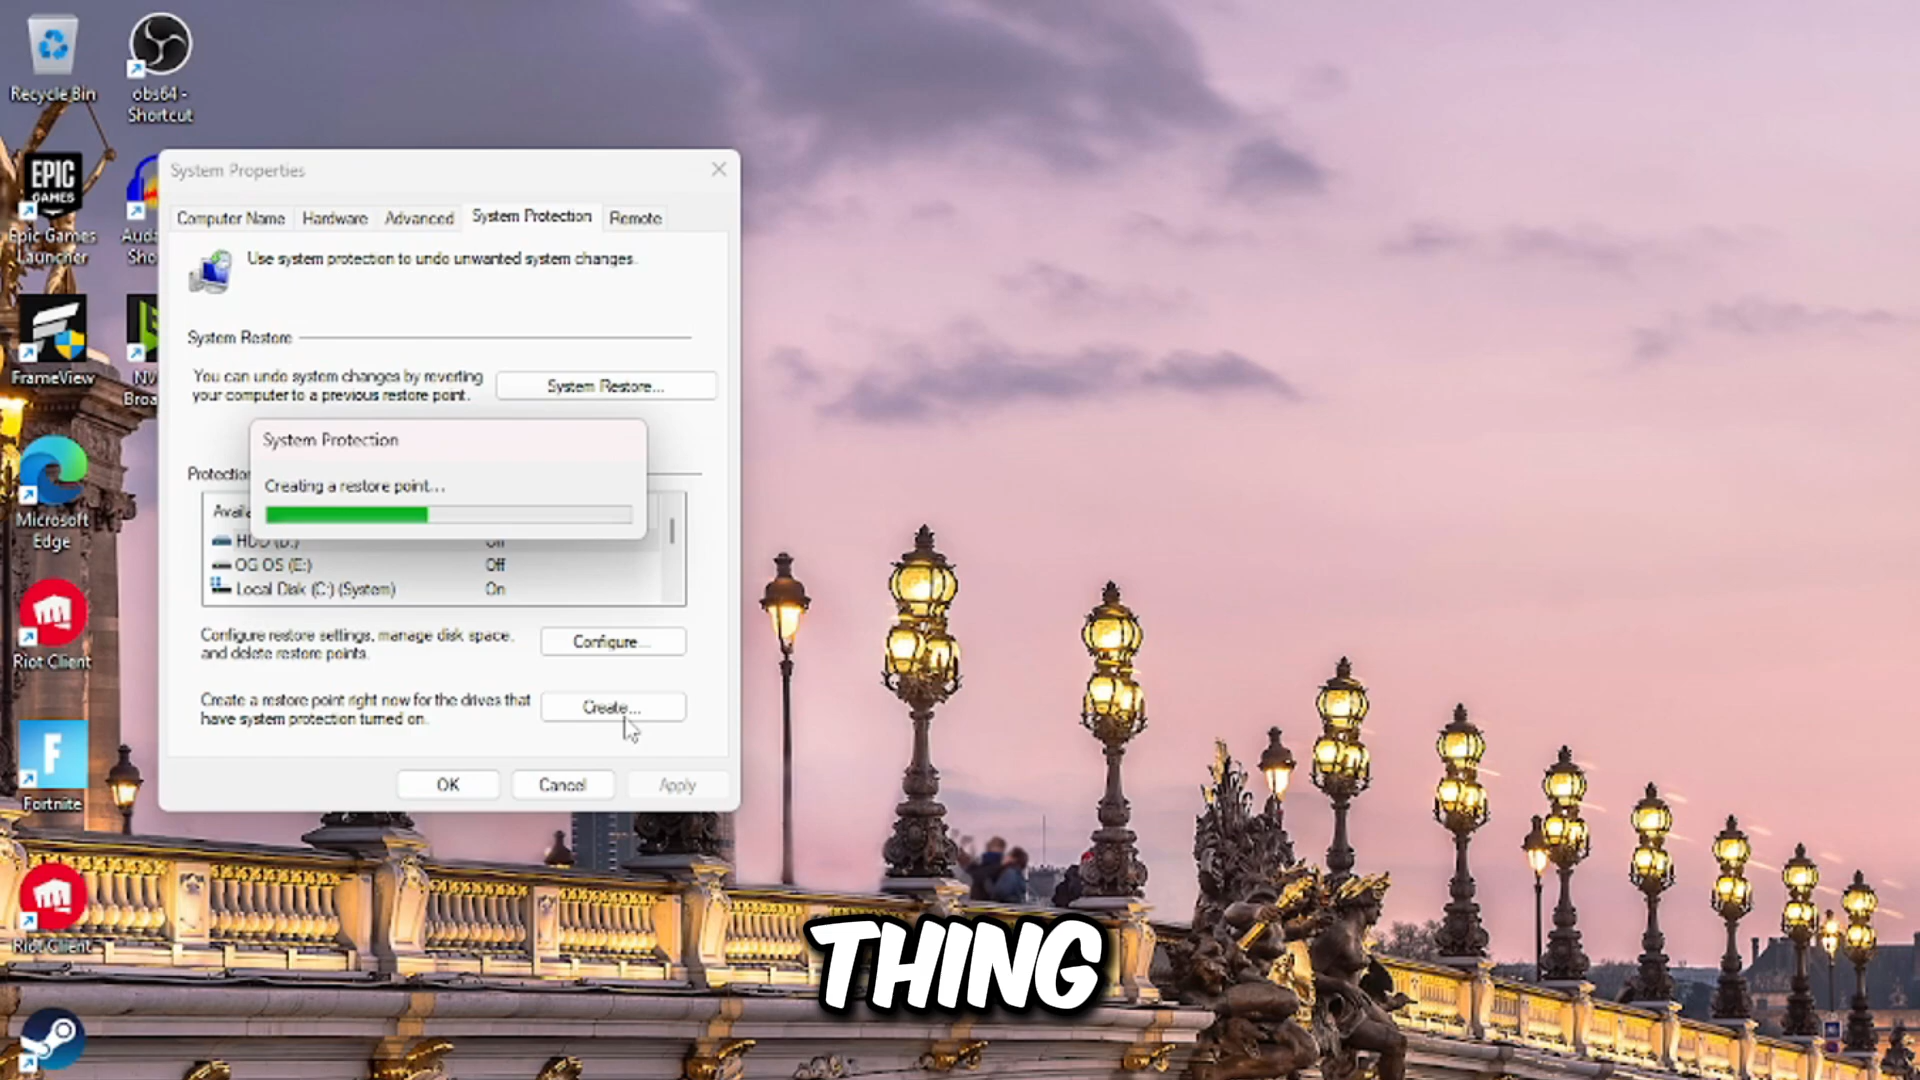 Recycle Bin
obs64 -
Shortcut
EPIC
GAMES
Epic Games
Launcher
FrameView
Microsoft
Edge
Riot Client
F
Fortnite
Riot Client
System Properties
Computer Name
Hardware
Advanced
System Protection
Remote
Use system protection to undo unwanted system changes.
System Restore
You can undo system changes by reverting
your computer to a previous restore point.
System Restore...
Protection
System Protection
Creating a restore point...
HDD (D:)
Off
OG OS (E:)
Off
Local Disk (C:) (System)
On
Configure restore settings, manage disk space,
and delete restore points.
Configure...
Create a restore point right now for the drives that
have system protection turned on.
Create...
OK
Cancel
Apply
THING